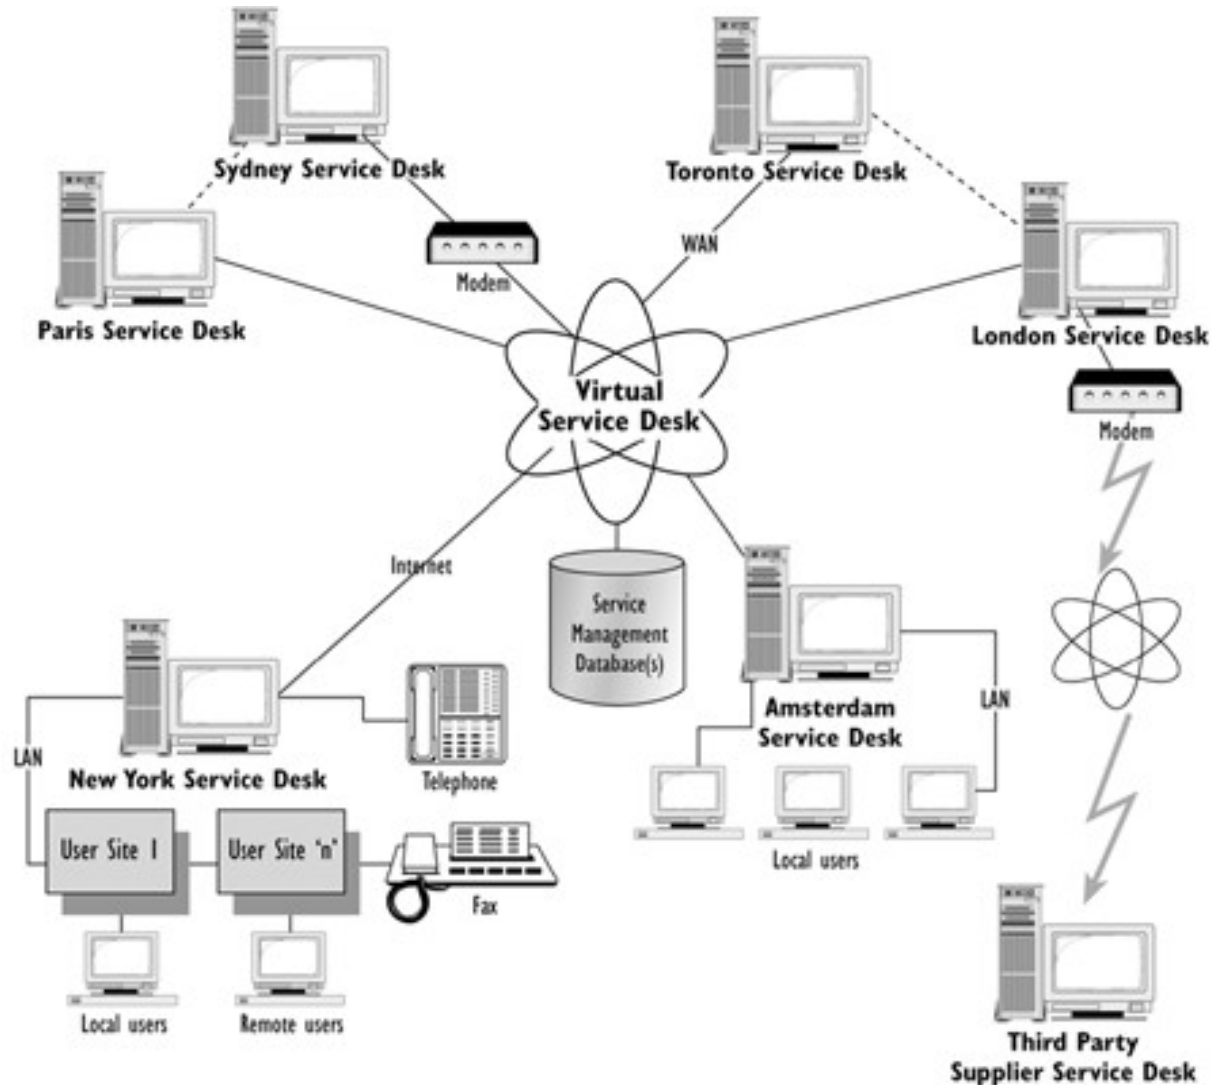 Sydney Service Desk
Toronto Service Desk
WAN
Modem
Paris Service Desk
London Service Desk
Modem
Virtual
Service Desk
Internet
Service
Management
Database(s)
LAN
Amsterdam
Service Desk
LAN
New York Service Desk
Telephone
User Site 1
User Site 'n'
Local users
Fax
Local users
Remote users
Third Party
Supplier Service Desk